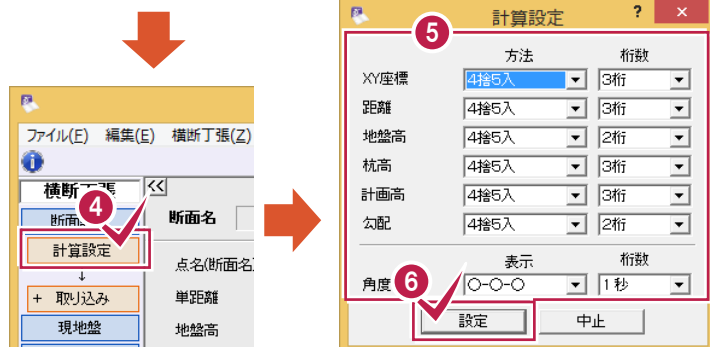 ファイル(F) 編集(E) 横断丁張(Z)
横断丁張
<<
断面
断面名
計算設定
点名(断面名)
↓
+ 取り込み
単距離
現地盤
地盤高
4
計算設定 ? ×
5
方法 桁数
XY座標 4捨5入 3桁
距離 4捨5入 3桁
地盤高 4捨5入 2桁
杭高 4捨5入 3桁
計画高 4捨5入 3桁
勾配 4捨5入 2桁
表示 桁数
角度 ○-○-○ 1秒
6
設定 中止